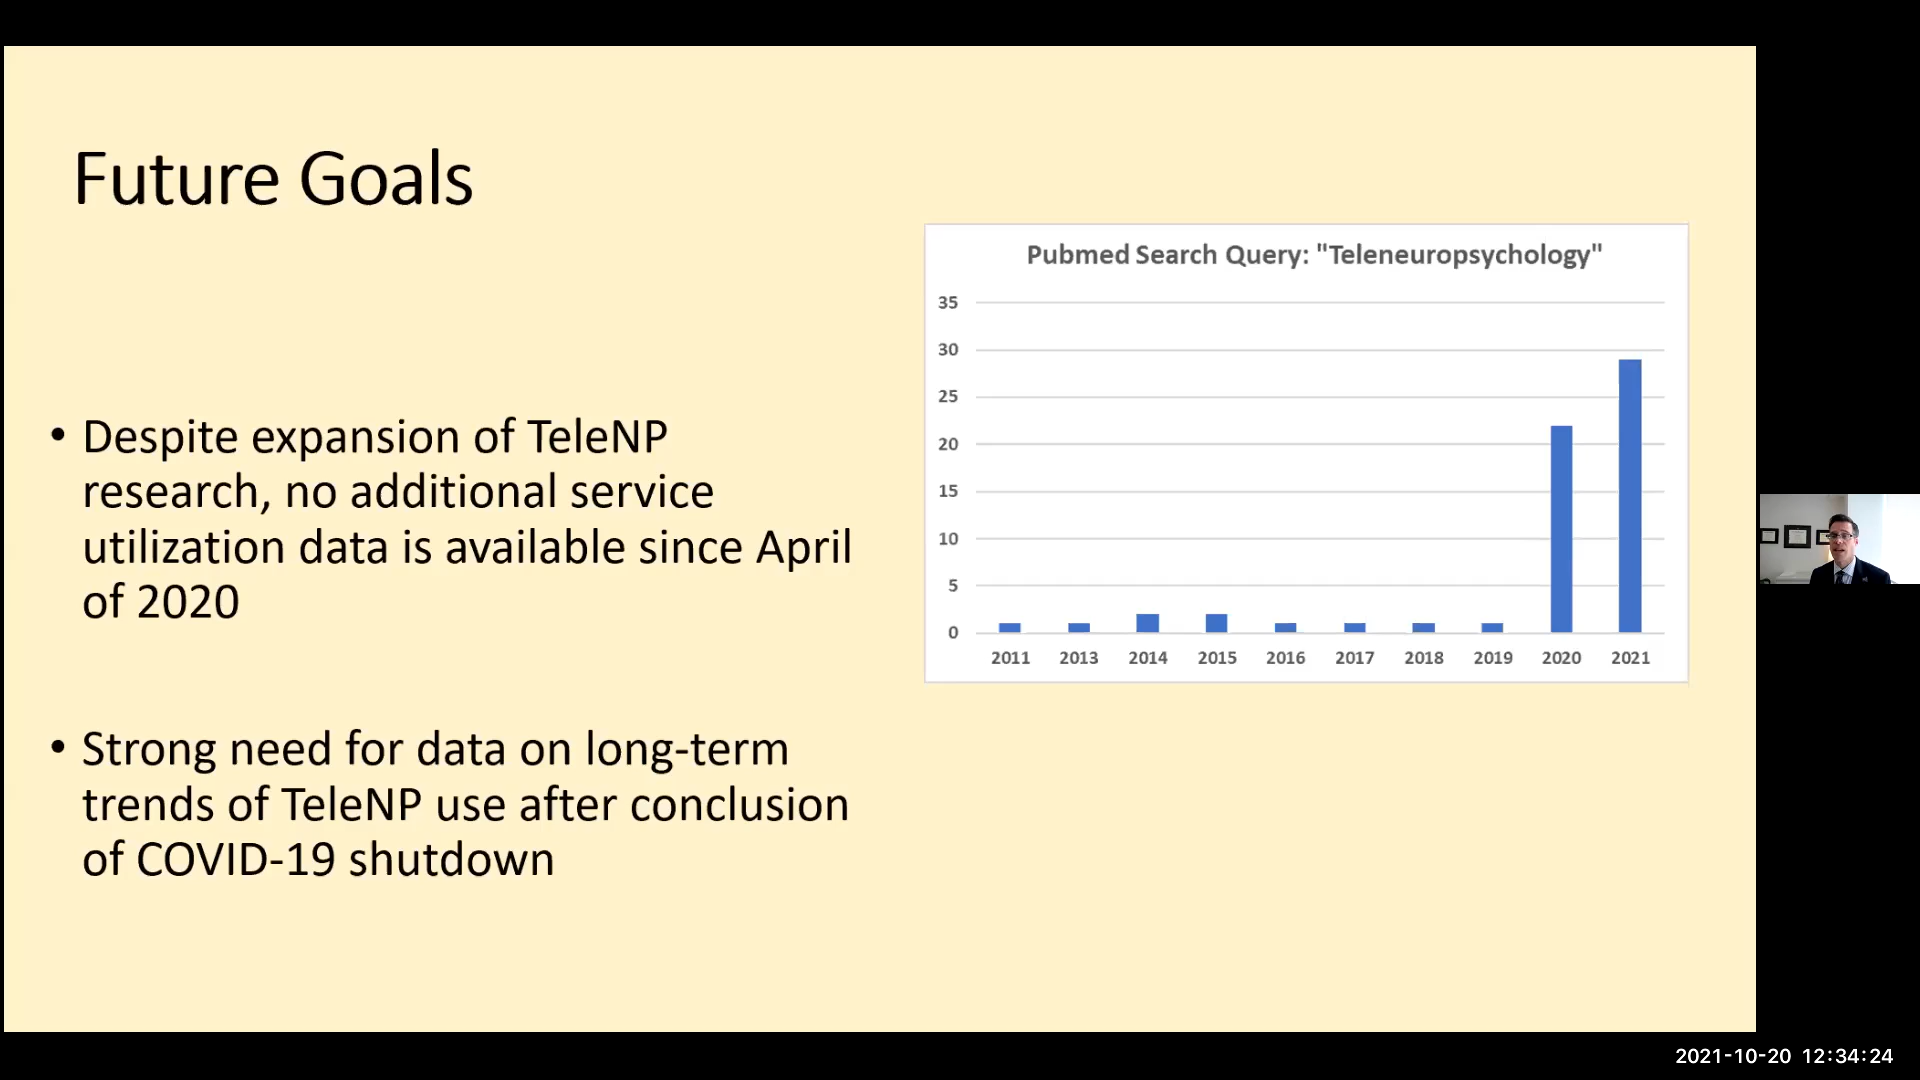 Future Goals
• Despite expansion of TeleNP
research, no additional service
utilization data is available since April
of 2020
• Strong need for data on long-term
trends of TeleNP use after conclusion
of COVID-19 shutdown
Pubmed Search Query: "Teleneuropsychology"
35
30
25
20
15
10
5
0
2011 2013 2014 2015 2016 2017 2018 2019 2020 2021
2021-10-20 12:34:24